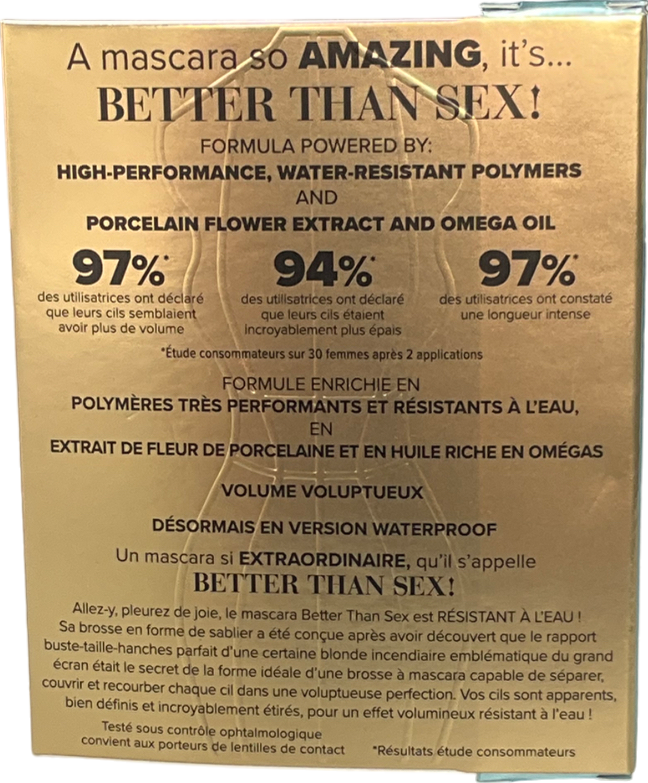 A mascara so AMAZING, it's...
BETTER THAN SEX!
FORMULA POWERED BY:
HIGH-PERFORMANCE, WATER-RESISTANT POLYMERS
AND
PORCELAIN FLOWER EXTRACT AND OMEGA OIL
97%* 94%* 97%*
des utilisatrices ont déclaré que leurs cils semblaient avoir plus de volume
des utilisatrices ont déclaré que leurs cils étaient incroyablement plus épais
des utilisatrices ont constaté une longueur intense
*Étude consommateurs sur 30 femmes après 2 applications
FORMULE ENRICHIE EN
POLYMÈRES TRÈS PERFORMANTS ET RÉSISTANTS À L'EAU,
EN
EXTRAIT DE FLEUR DE PORCELAINE ET EN HUILE RICHE EN OMÉGAS
VOLUME VOLUPTUEUX
DÉSORMAIS EN VERSION WATERPROOF
Un mascara si EXTRAORDINAIRE, qu'il s'appelle
BETTER THAN SEX!
Allez-y, pleurez de joie, le mascara Better Than Sex est RÉSISTANT À L'EAU !
Sa brosse en forme de sablier a été conçue après avoir découvert que le rapport
buste-taille-hanches parfait d'une certaine blonde incendiaire emblématique du grand
écran était le secret de la forme idéale d'une brosse à mascara capable de séparer,
couvrir et recourber chaque cil dans une voluptueuse perfection. Vos cils sont apparents,
bien définis et incroyablement étirés, pour un effet volumineux résistant à l'eau !
Testé sous contrôle ophtalmologique
convient aux porteurs de lentilles de contact *Résultats étude consommateurs